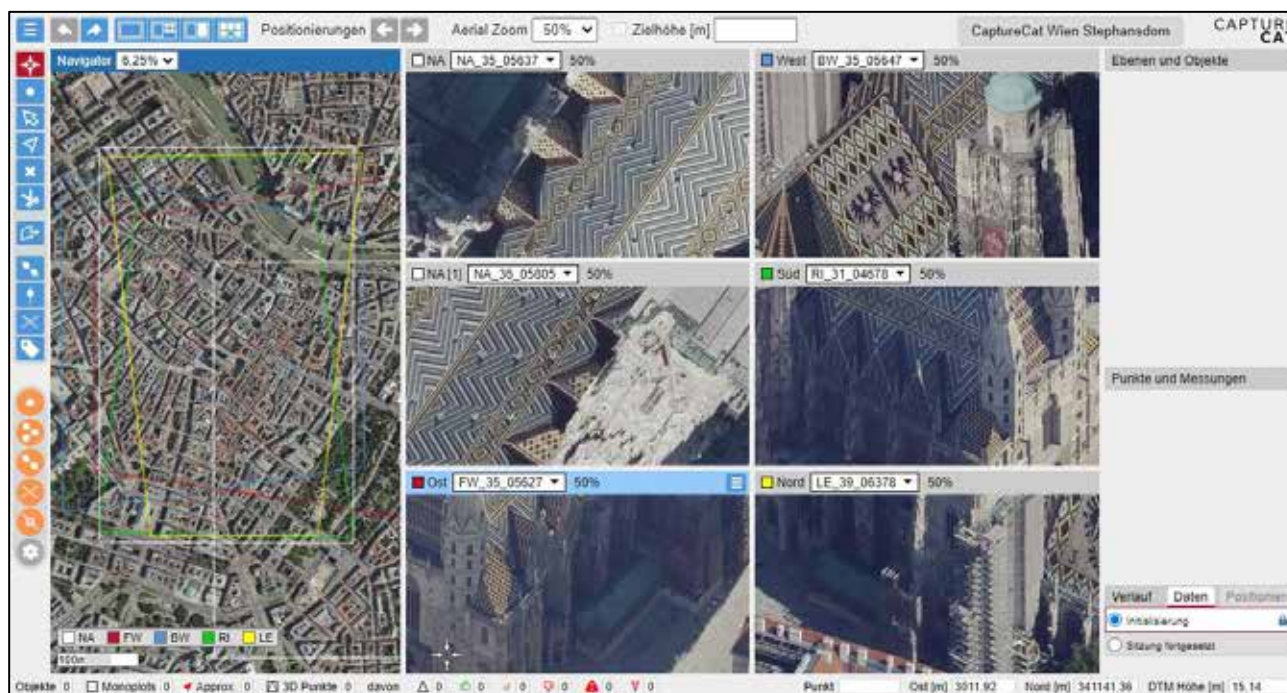 Positionierungen Aerial Zoom 50% Zielhöhe [m] CaptureCat Wien Stephansdom CAPTURE CAT
Navigator 6,25%
NA NA_35_05637 50%
West BW_35_05647 50%
Ebenen und Objekte
NA [1] NA_36_05805 50%
Süd RI_31_04678 50%
Punkte und Messungen
Ost FW_35_05627 50%
Nord LE_39_06378 50%
Verlauf Daten Positionier
Initialisierung
Sitzung fortgesetzt
NA FW BW RI LE
100m
Objekte 0 Monoplots 0 Approx. 0 3D Punkte 0 davon 0 0 0 0 0 0 Punkt Ost [m] 3011.92 Nord [m] 341141.36 DTM Höhe [m] 15.14